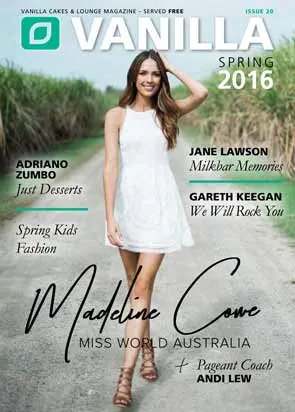 VANILLA CAKES & LOUNGE MAGAZINE – SERVED FREE
ISSUE 20
VANILLA
SPRING
2016
JANE LAWSON
Milkbar Memories
ADRIANO
ZUMBO
Just Desserts
GARETH KEEGAN
We Will Rock You
Spring Kids
Fashion
Madeline Cowe
MISS WORLD AUSTRALIA
+ Pageant Coach
ANDI LEW